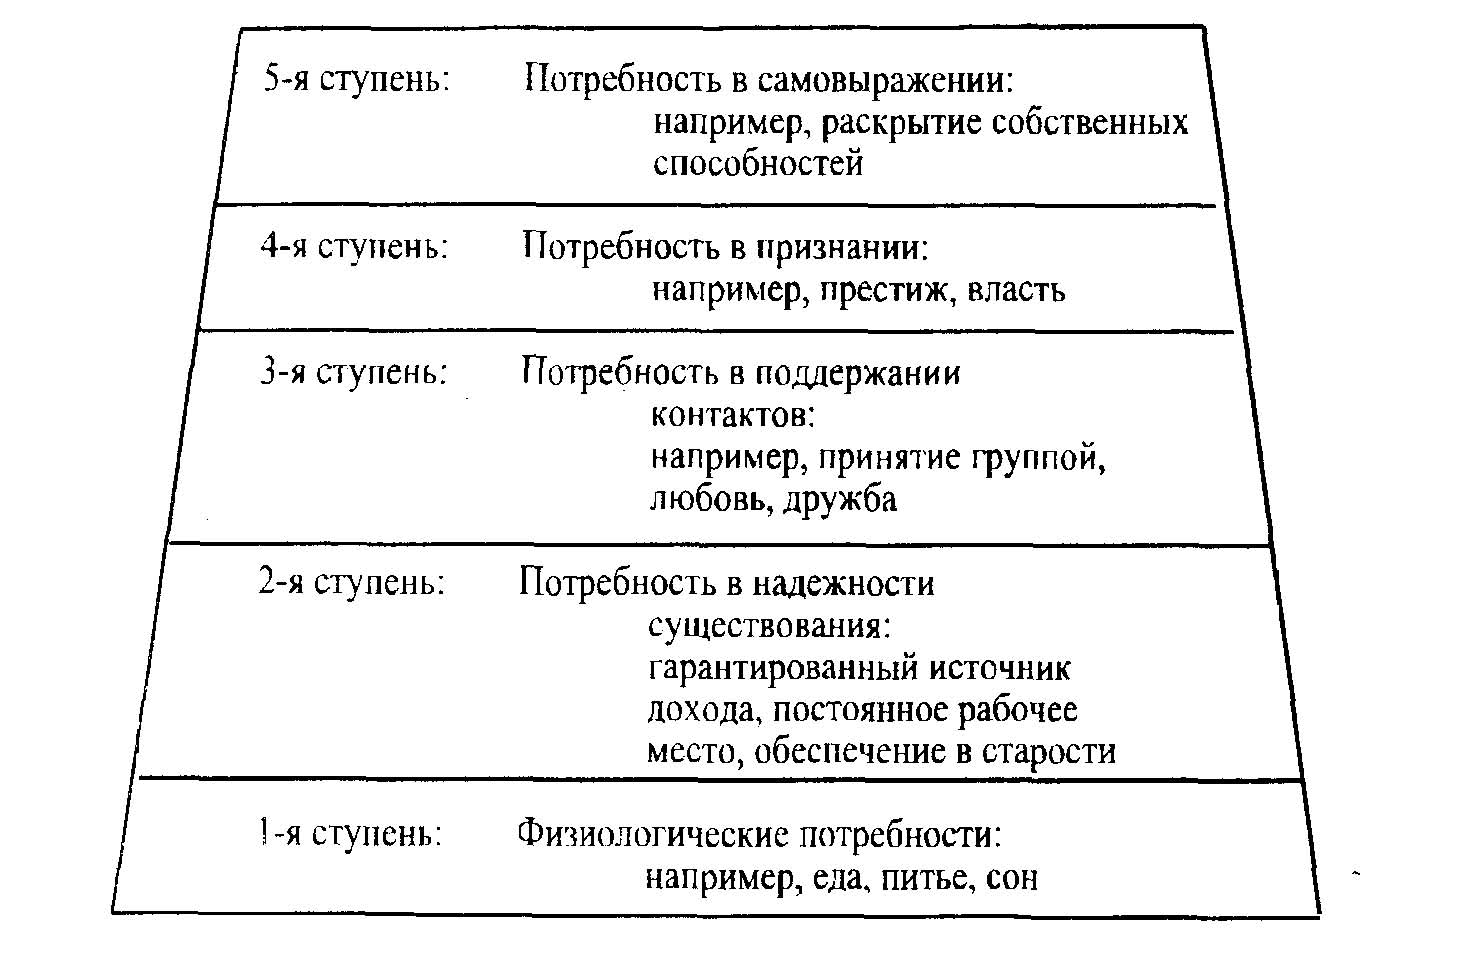 5-я ступень: Потребность в самовыражении:
например, раскрытие собственных
способностей
4-я ступень: Потребность в признании:
например, престиж, власть
3-я ступень: Потребность в поддержании
контактов:
например, принятие группой,
любовь, дружба
2-я ступень: Потребность в надежности
существования:
гарантированный источник
дохода, постоянное рабочее
место, обеспечение в старости
1-я ступень: Физиологические потребности:
например, еда, питье, сон